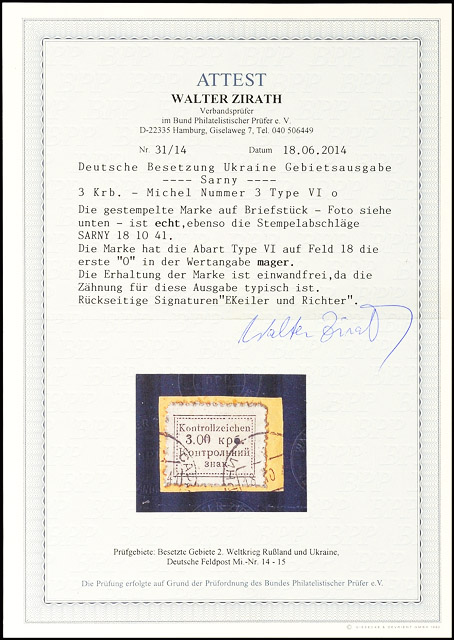 ATTEST
WALTER ZIRATH
Verbandsprüfer
im Bund Philatelistischer Prüfer e. V.
D-22335 Hamburg, Giselaweg 7, Tel. 040 506449
Nr. 31/14 Datum 18.06.2014
Deutsche Besetzung Ukraine Gebietsausgabe
---- Sarny ----
3 Krb. - Michel Nummer 3 Type VI o
Die gestempelte Marke auf Briefstück - Foto siehe
unten - ist echt,ebenso die Stempelabschläge
SARNY 18 10 41.
Die Marke hat die Abart Type VI auf Feld 18 die
erste "0" in der Wertangabe mager.
Die Erhaltung der Marke ist einwandfrei,da die
Zähnung für diese Ausgabe typisch ist.
Rückseitige Signaturen"EKeiler und Richter".
Walter Zirath
Kontrollzeichen
3.00 крб.
Контрольний
знак
Prüfgebiete: Besetzte Gebiete 2. Weltkrieg Rußland und Ukraine,
Deutsche Feldpost Mi.-Nr. 14 - 15
Die Prüfung erfolgte auf Grund der Prüfordnung des Bundes Philatelistischer Prüfer e.V.